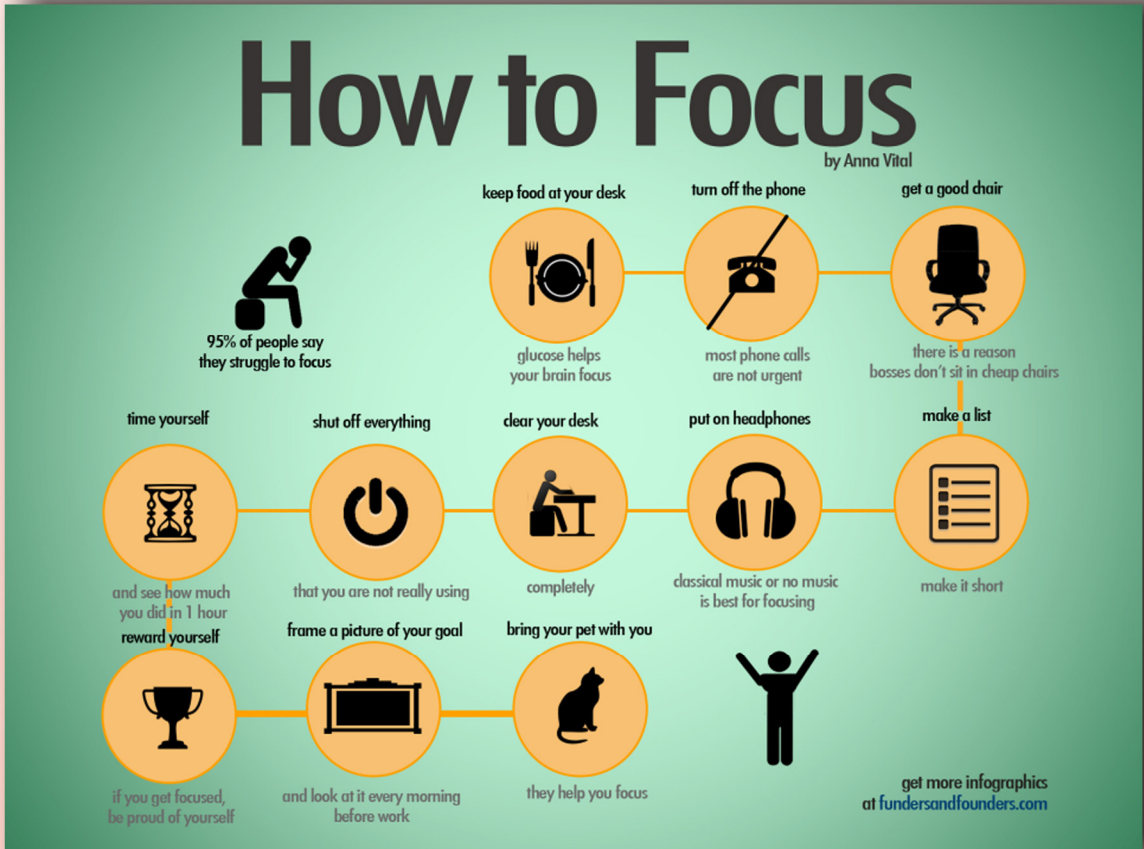 How to Focus
by Anna Vital
keep food at your desk
glucose helps
your brain focus
turn off the phone
most phone calls
are not urgent
get a good chair
there is a reason
bosses don't sit in cheap chairs
95% of people say
they struggle to focus
time yourself
and see how much
you did in 1 hour
shut off everything
that you are not really using
clear your desk
completely
put on headphones
classical music or no music
is best for focusing
make a list
make it short
reward yourself
if you get focused,
be proud of yourself
frame a picture of your goal
and look at it every morning
before work
bring your pet with you
they help you focus
get more infographics
at fundersandfounders.com